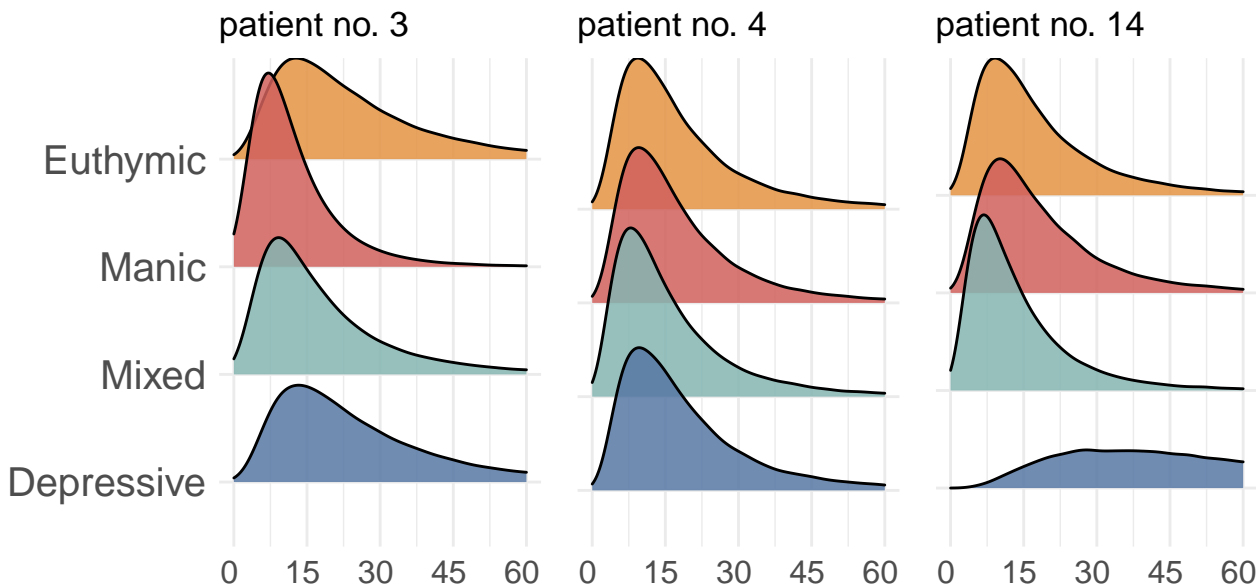 patient no. 3
patient no. 4
patient no. 14
Euthymic
Manic
Mixed
Depressive
0 15 30 45 60
0 15 30 45 60
0 15 30 45 60